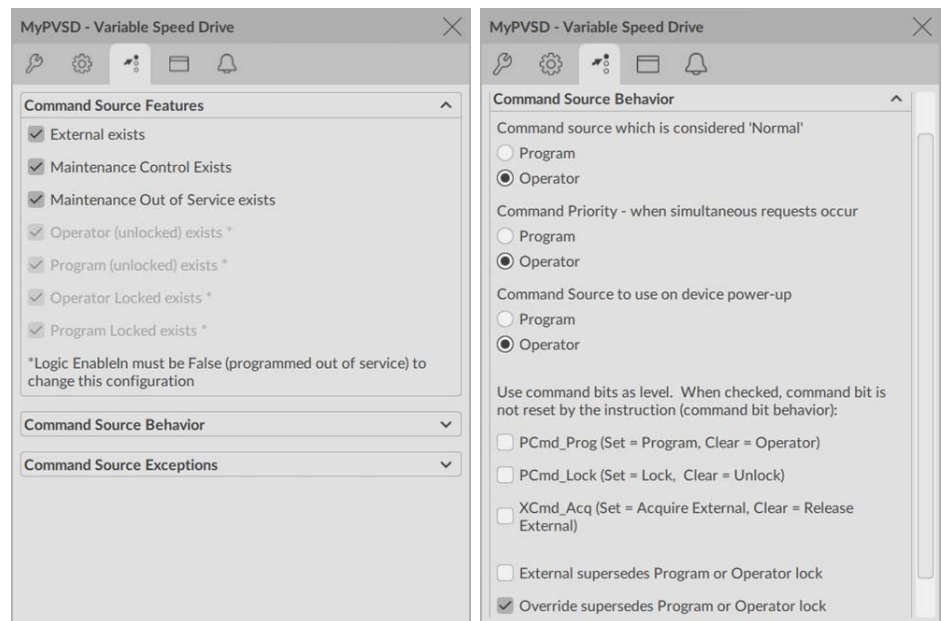 MyPVSD - Variable Speed Drive
Command Source Features
External exists
Maintenance Control Exists
Maintenance Out of Service exists
Operator (unlocked) exists *
Program (unlocked) exists *
Operator Locked exists *
Program Locked exists *
*Logic EnableIn must be False (programmed out of service) to
change this configuration
Command Source Behavior
Command Source Exceptions
MyPVSD - Variable Speed Drive
Command Source Behavior
Command source which is considered 'Normal'
Program
Operator
Command Priority - when simultaneous requests occur
Program
Operator
Command Source to use on device power-up
Program
Operator
Use command bits as level.  When checked, command bit is
not reset by the instruction (command bit behavior):
PCmd_Prog (Set = Program, Clear = Operator)
PCmd_Lock (Set = Lock,  Clear = Unlock)
XCmd_Acq (Set = Acquire External, Clear = Release
External)
External supersedes Program or Operator lock
Override supersedes Program or Operator lock